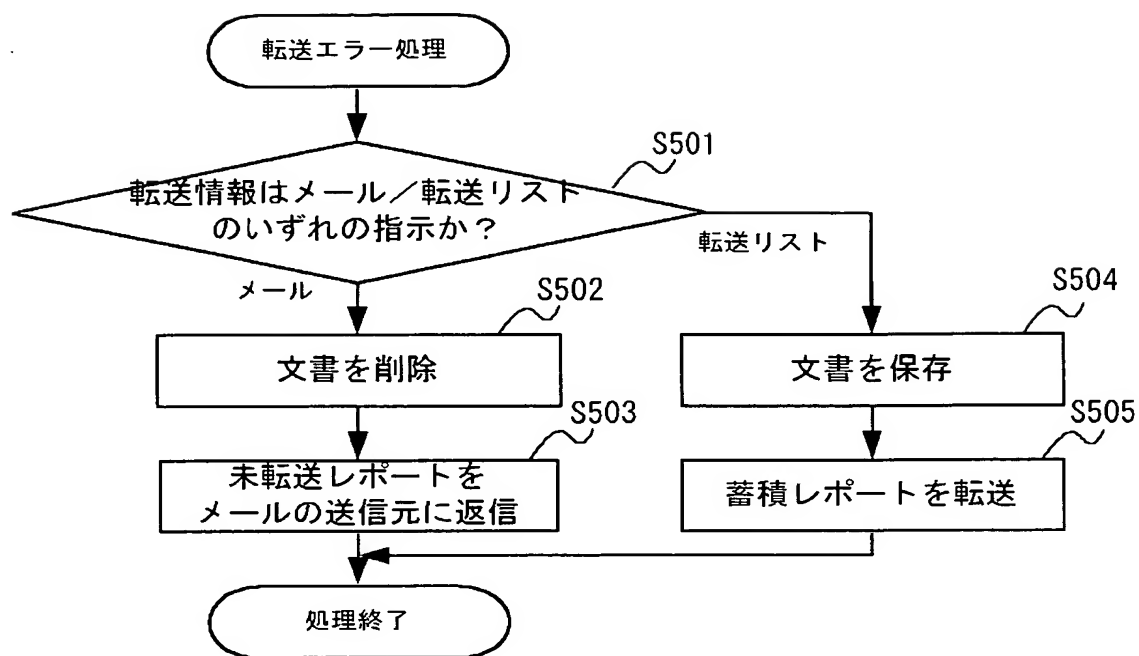 転送エラー処理
S501
転送情報はメール／転送リスト
のいずれの指示か？
転送リスト
メール
S502
文書を削除
S503
未転送レポートを
メールの送信元に返信
S504
文書を保存
S505
蓄積レポートを転送
処理終了